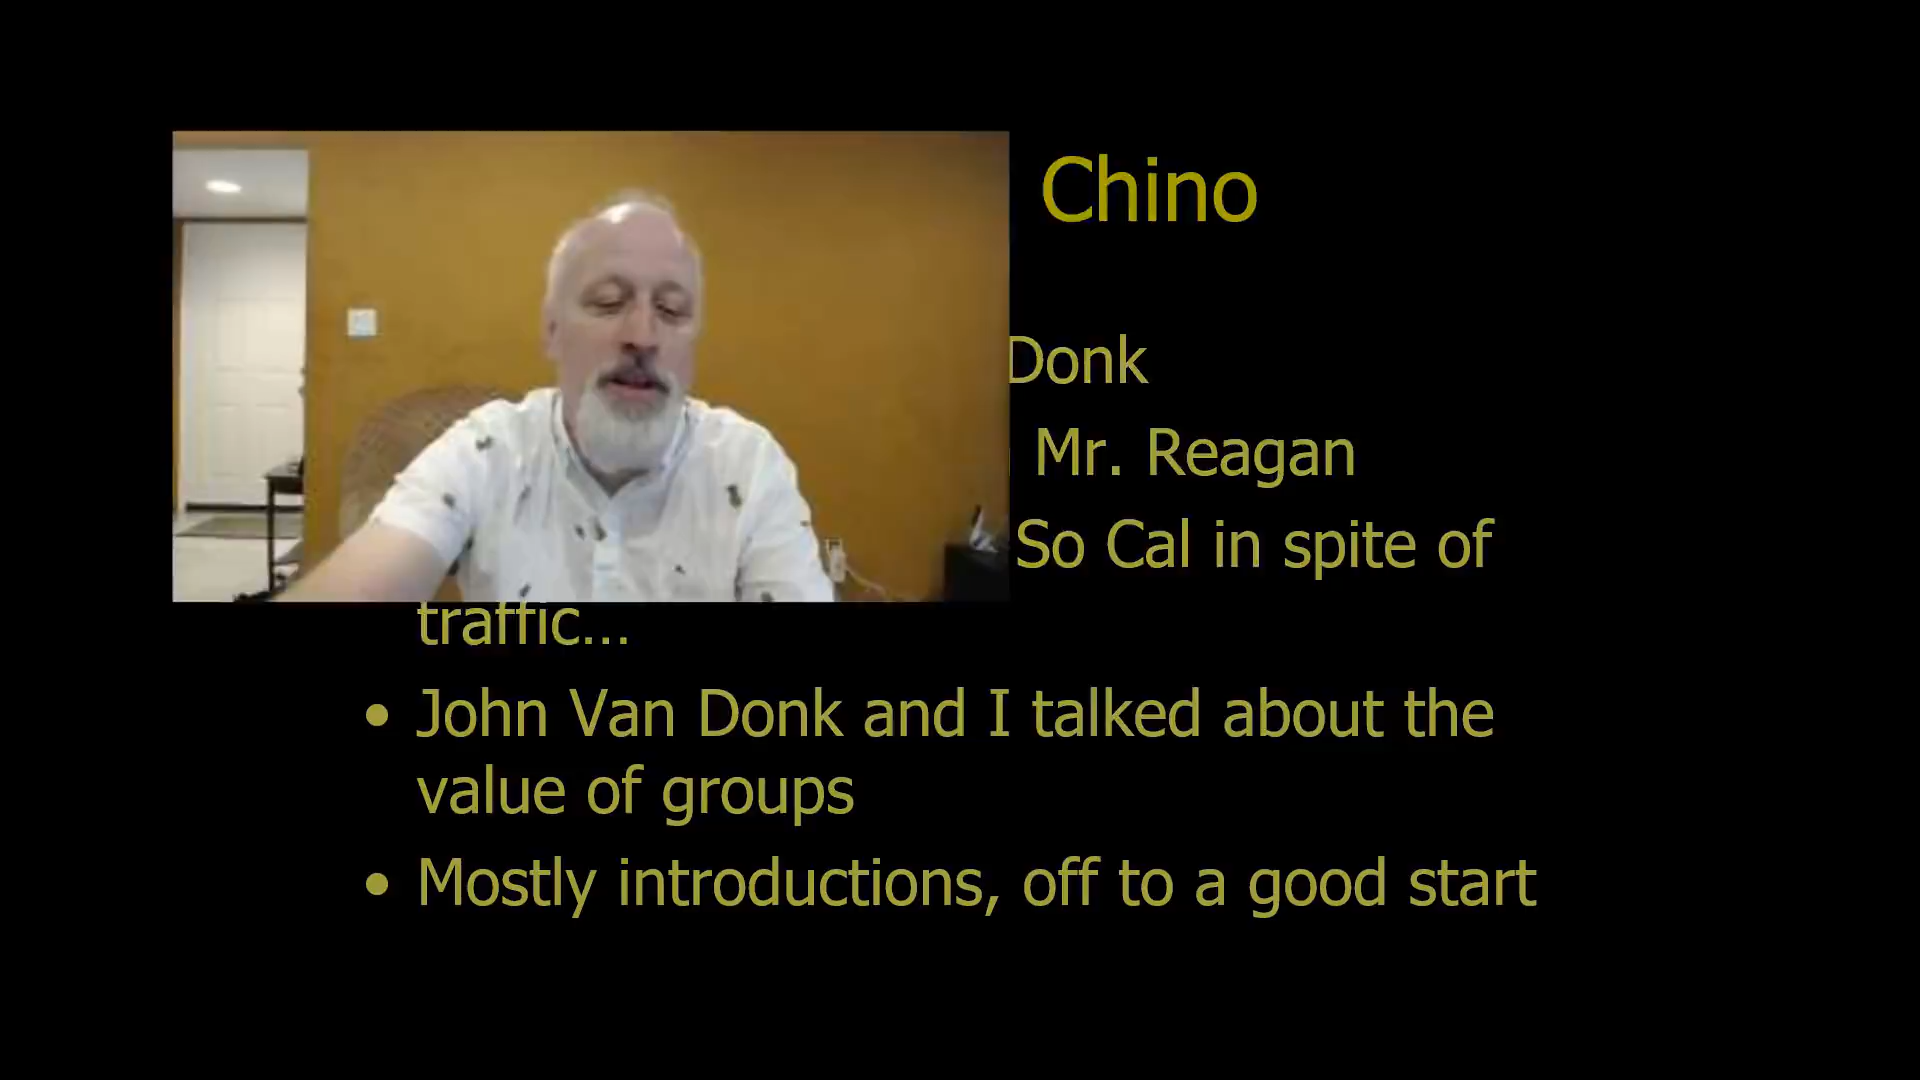 Chino
Donk
Mr. Reagan
So Cal in spite of
traffic...
• John Van Donk and I talked about the
value of groups
• Mostly introductions, off to a good start